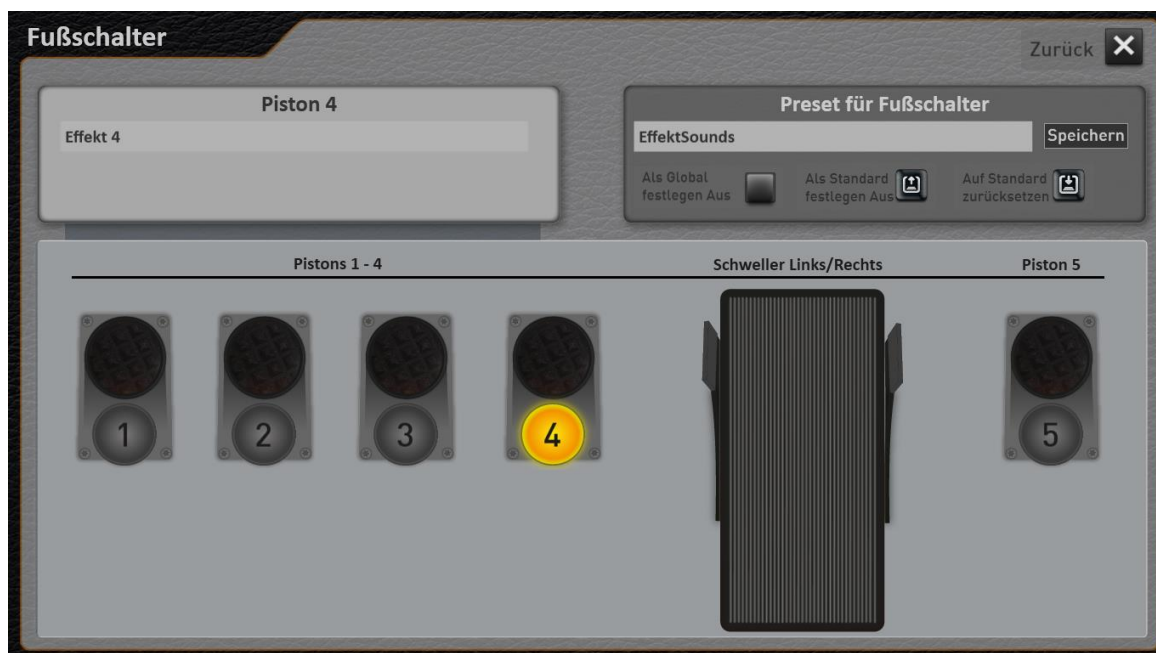 Fußschalter
Zurück
Piston 4
Effekt 4
Preset für Fußschalter
EffektSounds
Speichern
Als Global
festlegen Aus
Als Standard
festlegen Aus
Auf Standard
zurücksetzen
Pistons 1 - 4
Schweller Links/Rechts
Piston 5
1
2
3
4
5